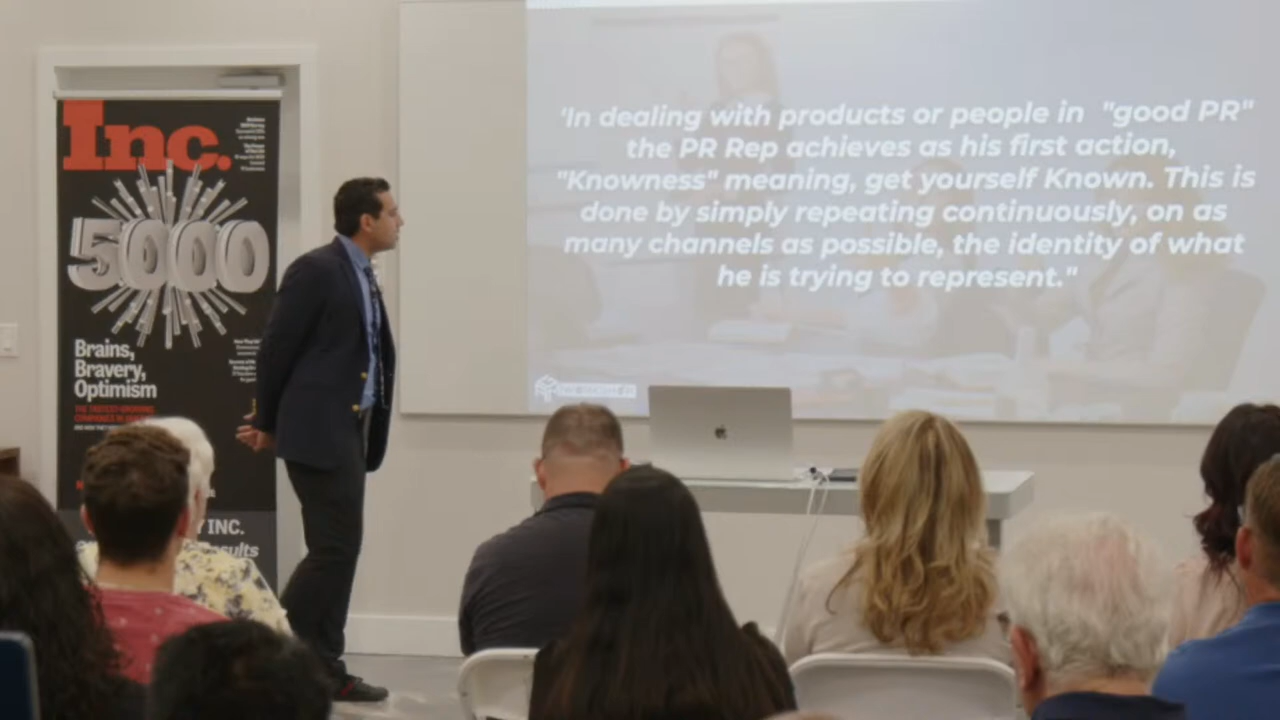 Inc.
5000
Brains,
Bravery,
Optimism
Y INC.
'In dealing with products or people in "good PR"
the PR Rep achieves as his first action,
"Knowness" meaning, get yourself Known. This is
done by simply repeating continuously, on as
many channels as possible, the identity of what
he is trying to represent."